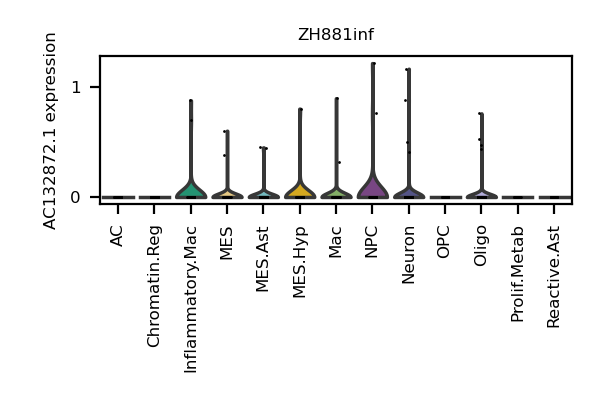 ZH881inf
AC132872.1 expression
1
0
AC
Chromatin.Reg
Inflammatory.Mac
MES
MES.Ast
MES.Hyp
Mac
NPC
Neuron
OPC
Oligo
Prolif.Metab
Reactive.Ast